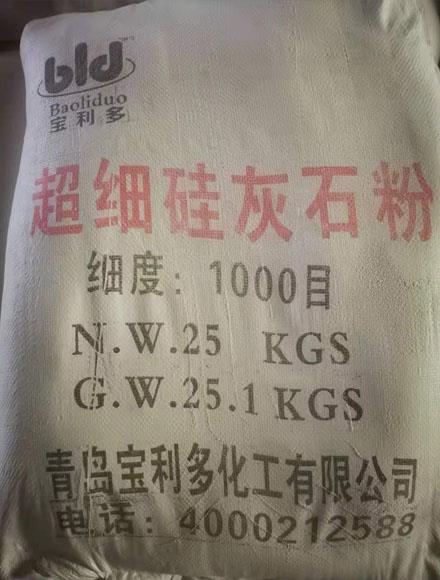 bld
Baoliduo
宝利多
超细硅灰石粉
细度：1000目
N.W.25 KGS
G.W.25.1 KGS
青岛宝利多化工有限公司
电话：4000212588